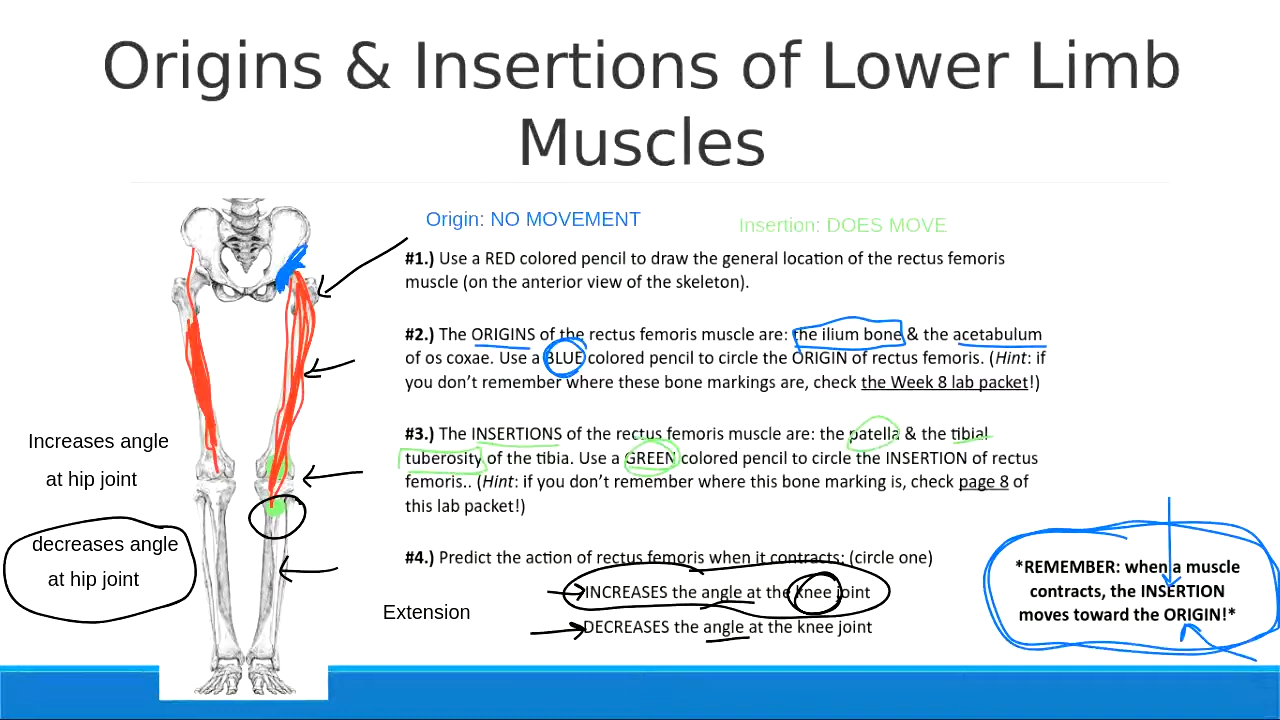 Origins & Insertions of Lower Limb
Muscles
Origin: NO MOVEMENT
Insertion: DOES MOVE
#1.) Use a RED colored pencil to draw the general location of the rectus femoris
muscle (on the anterior view of the skeleton).
#2.) The ORIGINS of the rectus femoris muscle are: the ilium bone & the acetabulum
of os coxae. Use a BLUE colored pencil to circle the ORIGIN of rectus femoris. (Hint: if
you don’t remember where these bone markings are, check the Week 8 lab packet!)
#3.) The INSERTIONS of the rectus femoris muscle are: the patella & the tibial
tuberosity of the tibia. Use a GREEN colored pencil to circle the INSERTION of rectus
femoris.. (Hint: if you don’t remember where this bone marking is, check page 8 of
this lab packet!)
#4.) Predict the action of rectus femoris when it contracts: (circle one)
INCREASES the angle at the knee joint
DECREASES the angle at the knee joint
Extension
Increases angle
at hip joint
decreases angle
at hip joint
*REMEMBER: when a muscle
contracts, the INSERTION
moves toward the ORIGIN!*